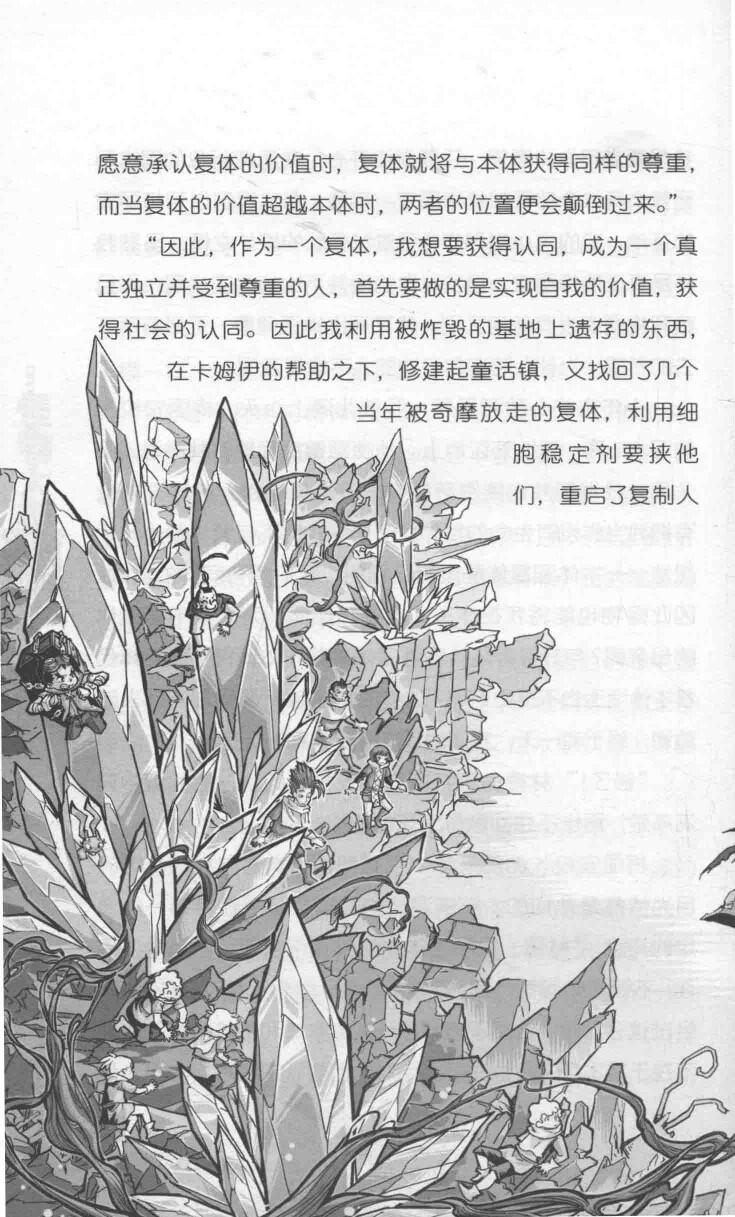 愿意承认复体的价值时，复体就将与本体获得同样的尊重，
而当复体的价值超越本体时，两者的位置便会颠倒过来。”
“因此，作为一个复体，我想要获得认同，成为一个真
正独立并受到尊重的人，首先要做的是实现自我的价值，获
得社会的认同。因此我利用被炸毁的基地上遗存的东西，
在卡姆伊的帮助之下，修建起童话镇，又找回了几个
当年被奇摩放走的复体，利用细
胞稳定剂要挟他
们，重启了复制人